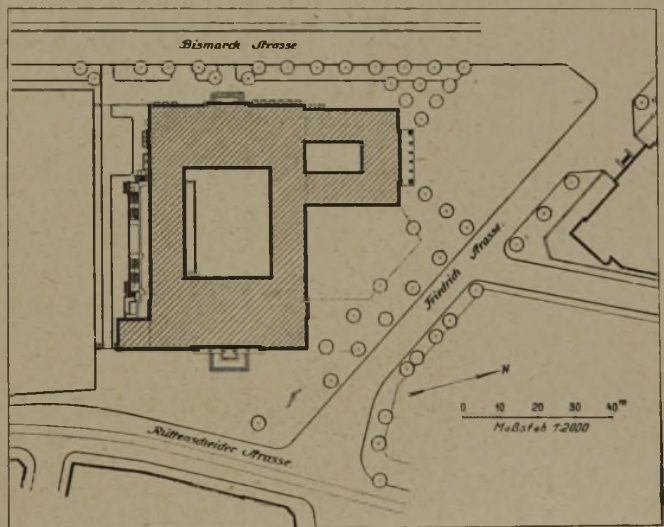 Bismarck Strasse
Friedrich Strasse.
N
0 10 20 30 40m
Maßstab 1:2000
Rüttenscheider Strasse.